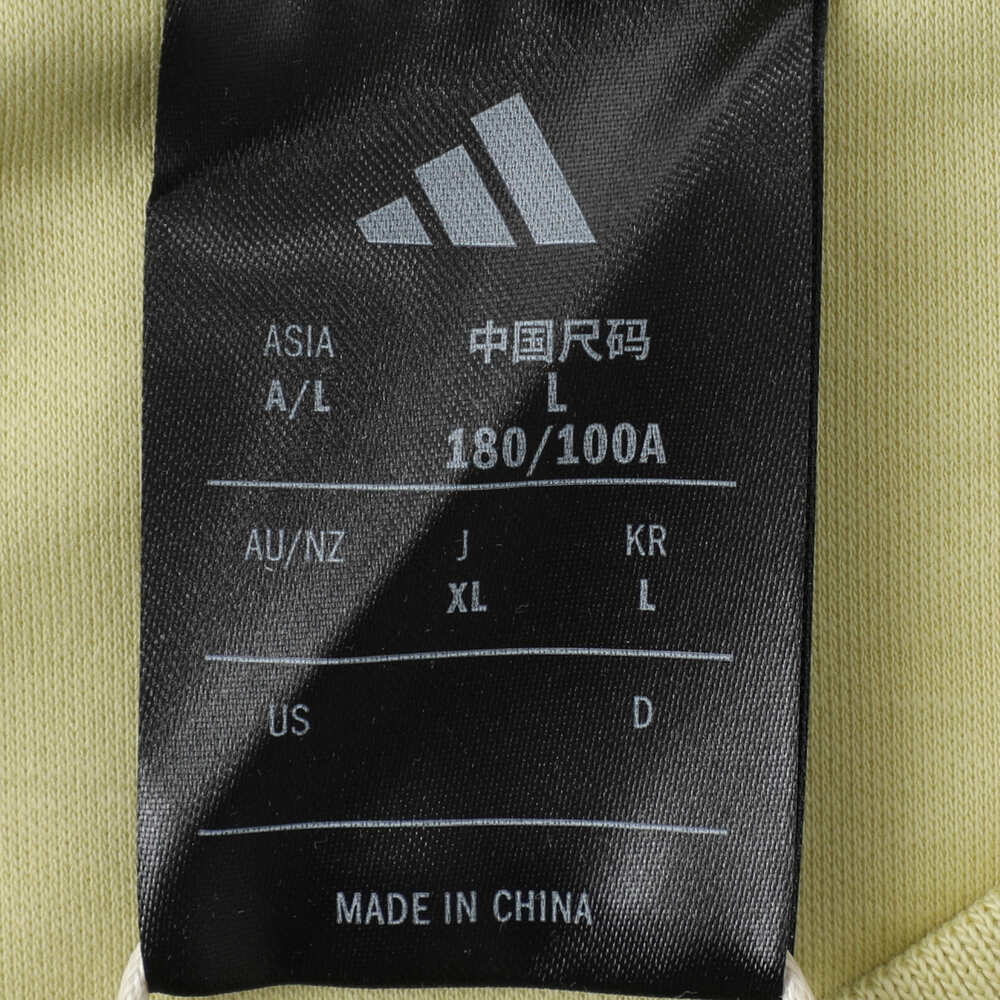 ASIA 中国尺码
A/L L
180/100A
AU/NZ J KR
XL L
US D
MADE IN CHINA